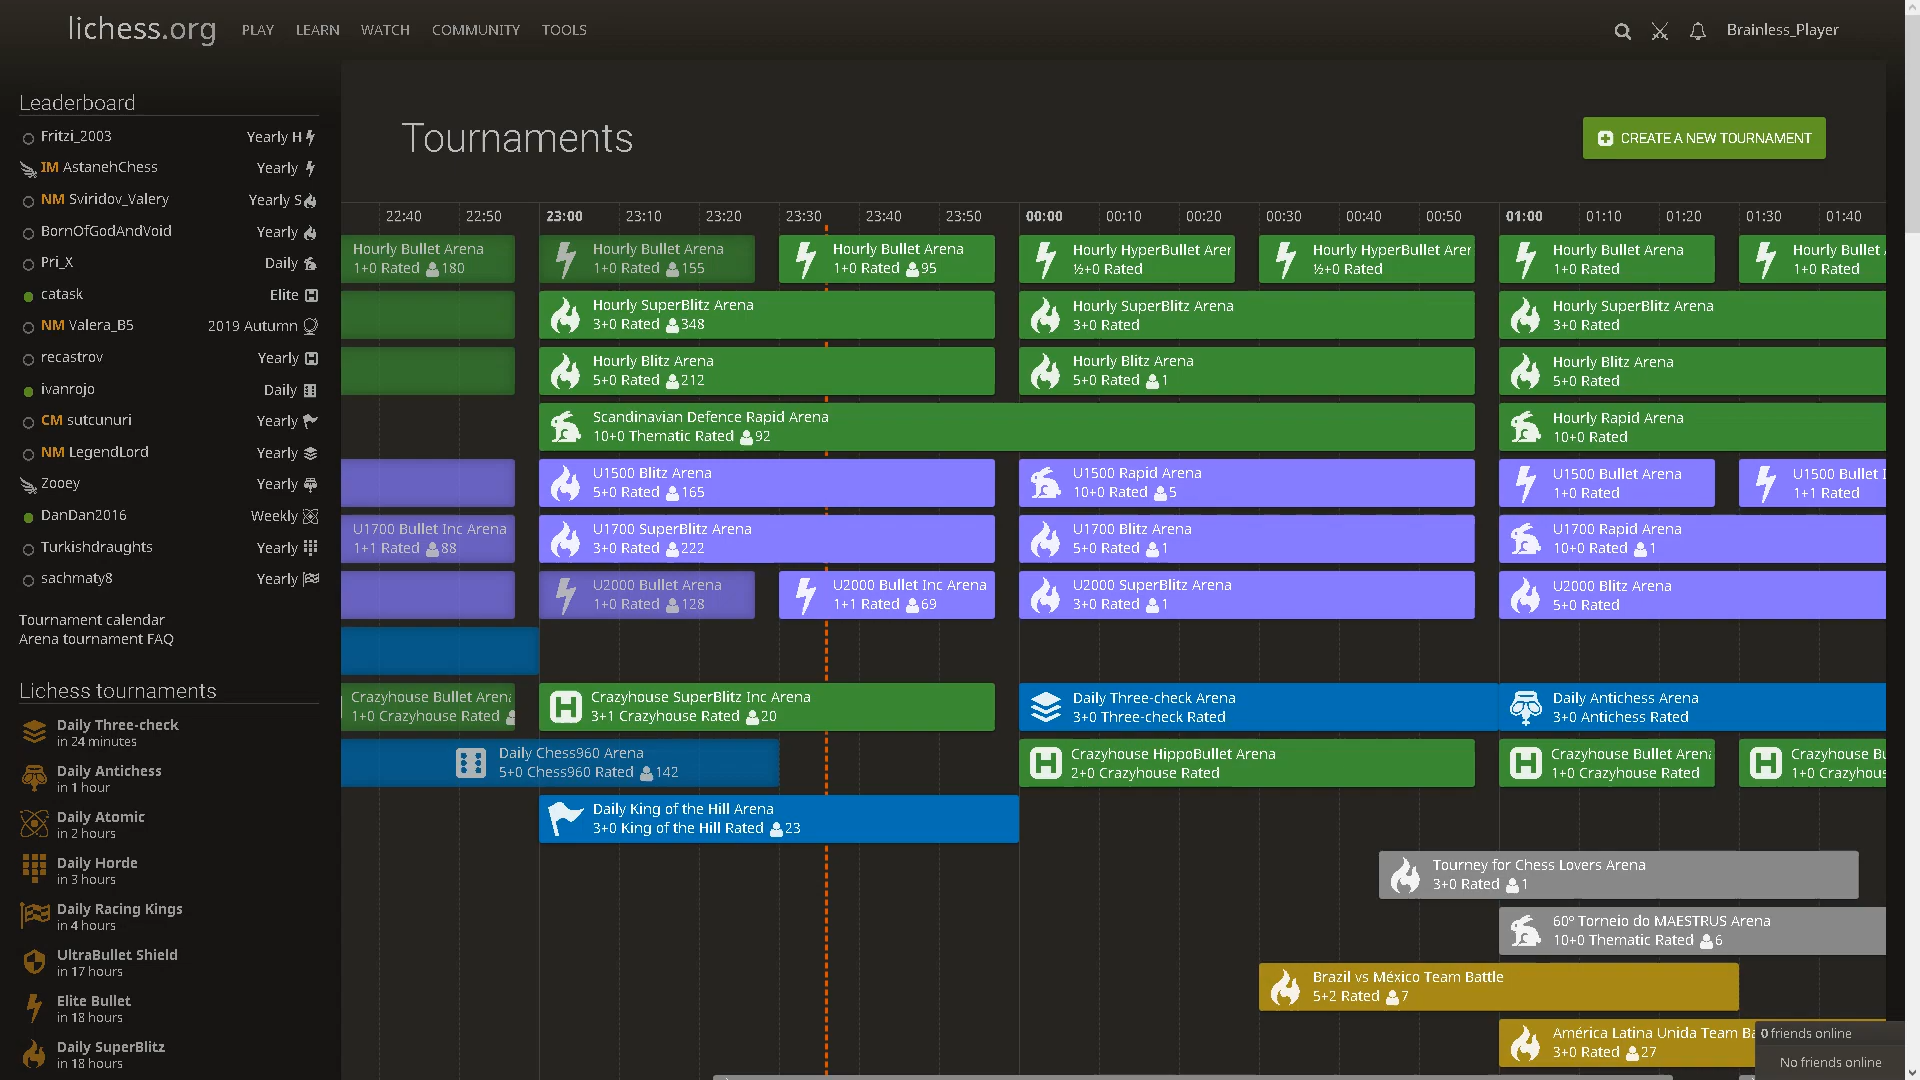 lichess.org PLAY LEARN WATCH COMMUNITY TOOLS Brainless_Player
Leaderboard
Fritzi_2003 Yearly H
IM AstanehChess Yearly
NM Sviridov_Valery Yearly S
BornOfGodAndVoid Yearly
Pri_X Daily
catask Elite
NM Valera_B5 2019 Autumn
recastrov Yearly
ivanrojo Daily
CM sutcunuri Yearly
NM LegendLord Yearly
Zooey Yearly
DanDan2016 Weekly
Turkishdraughts Yearly
sachmaty8 Yearly
Tournament calendar
Arena tournament FAQ
Lichess tournaments
Daily Three-check
in 24 minutes
Daily Antichess
in 1 hour
Daily Atomic
in 2 hours
Daily Horde
in 3 hours
Daily Racing Kings
in 4 hours
UltraBullet Shield
in 17 hours
Elite Bullet
in 18 hours
Daily SuperBlitz
in 18 hours
Tournaments
CREATE A NEW TOURNAMENT
22:40 22:50 23:00 23:10 23:20 23:30 23:40 23:50 00:00 00:10 00:20 00:30 00:40 00:50 01:00 01:10 01:20 01:30 01:40
Hourly Bullet Arena
1+0 Rated 180
Hourly Bullet Arena
1+0 Rated 155
Hourly Bullet Arena
1+0 Rated 95
Hourly HyperBullet Arer
½+0 Rated
Hourly HyperBullet Arer
½+0 Rated
Hourly Bullet Arena
1+0 Rated
Hourly Bullet
1+0 Rated
Hourly SuperBlitz Arena
3+0 Rated 348
Hourly SuperBlitz Arena
3+0 Rated
Hourly SuperBlitz Arena
3+0 Rated
Hourly Blitz Arena
5+0 Rated 212
Hourly Blitz Arena
5+0 Rated 1
Hourly Blitz Arena
5+0 Rated
Scandinavian Defence Rapid Arena
10+0 Thematic Rated 92
Hourly Rapid Arena
10+0 Rated
U1500 Blitz Arena
5+0 Rated 165
U1500 Rapid Arena
10+0 Rated 5
U1500 Bullet Arena
1+0 Rated
U1500 Bullet I
1+1 Rated
U1700 Bullet Inc Arena
1+1 Rated 88
U1700 SuperBlitz Arena
3+0 Rated 222
U1700 Blitz Arena
5+0 Rated 1
U1700 Rapid Arena
10+0 Rated 1
U2000 Bullet Arena
1+0 Rated 128
U2000 Bullet Inc Arena
1+1 Rated 69
U2000 SuperBlitz Arena
3+0 Rated 1
U2000 Blitz Arena
5+0 Rated
Crazyhouse Bullet Arena
1+0 Crazyhouse Rated
Crazyhouse SuperBlitz Inc Arena
3+1 Crazyhouse Rated 20
Daily Three-check Arena
3+0 Three-check Rated
Daily Antichess Arena
3+0 Antichess Rated
Daily Chess960 Arena
5+0 Chess960 Rated 142
Crazyhouse HippoBullet Arena
2+0 Crazyhouse Rated
Crazyhouse Bullet Arena
1+0 Crazyhouse Rated
Crazyhouse Bu
1+0 Crazyhous
Daily King of the Hill Arena
3+0 King of the Hill Rated 23
Tourney for Chess Lovers Arena
3+0 Rated 1
60º Torneio do MAESTRUS Arena
10+0 Thematic Rated 6
Brazil vs México Team Battle
5+2 Rated 7
América Latina Unida Team Ba
3+0 Rated 27
0 friends online
No friends online